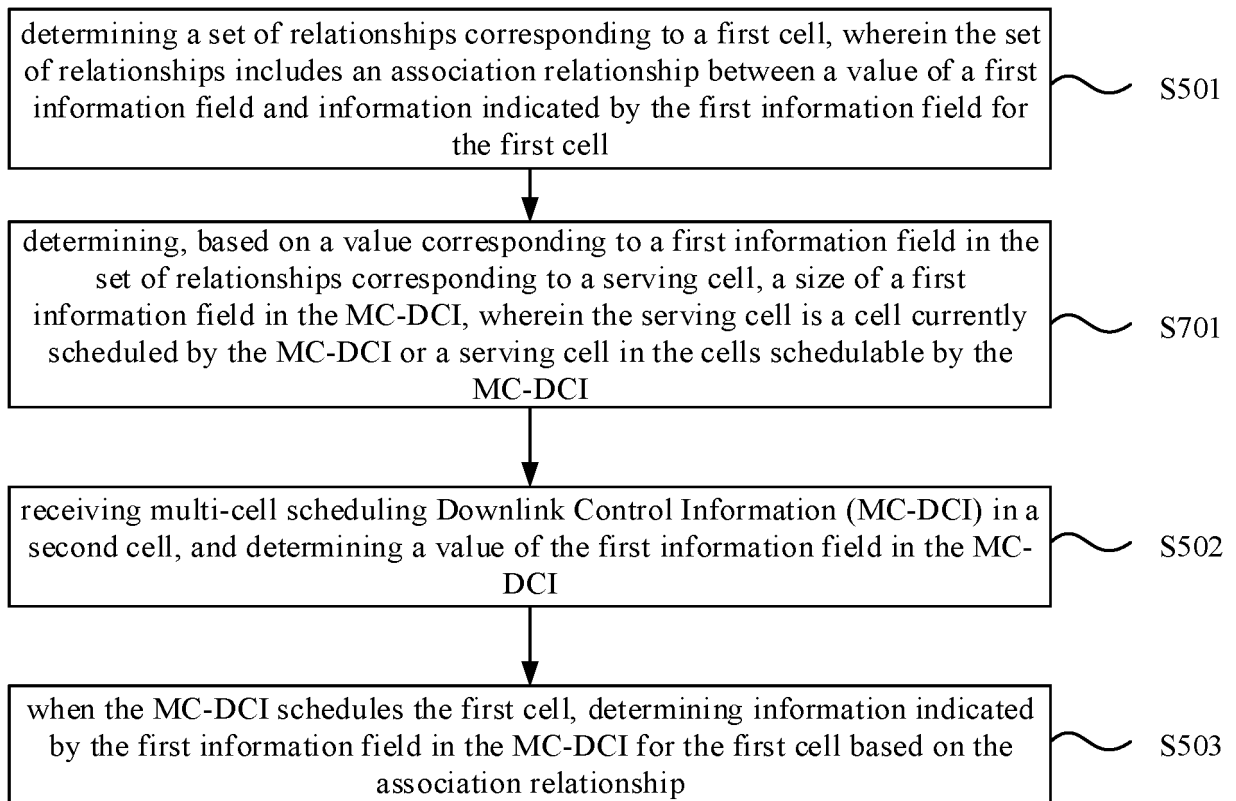 determining a set of relationships corresponding to a first cell, wherein the set
of relationships includes an association relationship between a value of a first
information field and information indicated by the first information field for
the first cell
S501
determining, based on a value corresponding to a first information field in the
set of relationships corresponding to a serving cell, a size of a first
information field in the MC-DCI, wherein the serving cell is a cell currently
scheduled by the MC-DCI or a serving cell in the cells schedulable by the
MC-DCI
S701
receiving multi-cell scheduling Downlink Control Information (MC-DCI) in a
second cell, and determining a value of the first information field in the MC-
DCI
S502
when the MC-DCI schedules the first cell, determining information indicated
by the first information field in the MC-DCI for the first cell based on the
association relationship
S503